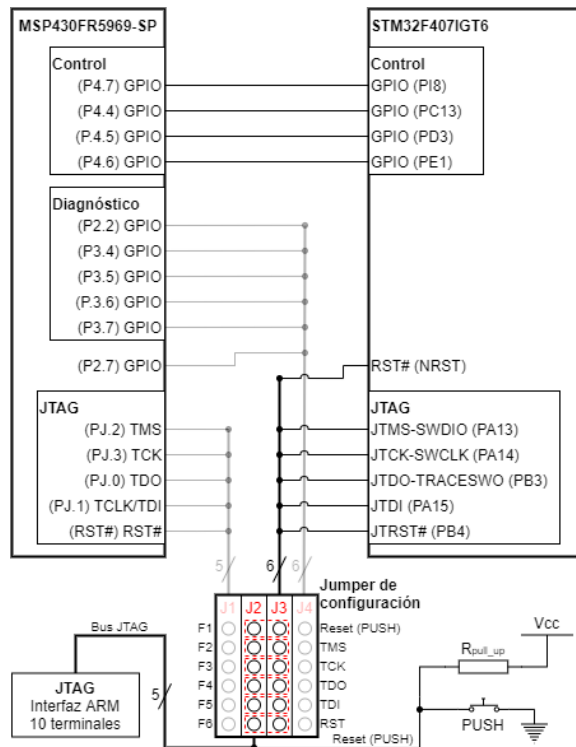 MSP430FR5969-SP
STM32F407IGT6
Control
(P4.7) GPIO
(P4.4) GPIO
(P.4.5) GPIO
(P4.6) GPIO
Control
GPIO (PI8)
GPIO (PC13)
GPIO (PD3)
GPIO (PE1)
Diagnóstico
(P2.2) GPIO
(P3.4) GPIO
(P3.5) GPIO
(P.3.6) GPIO
(P3.7) GPIO
(P2.7) GPIO
RST# (NRST)
JTAG
(PJ.2) TMS
(PJ.3) TCK
(PJ.0) TDO
(PJ.1) TCLK/TDI
(RST#) RST#
JTAG
JTMS-SWDIO (PA13)
JTCK-SWCLK (PA14)
JTDO-TRACESWO (PB3)
JTDI (PA15)
JTRST# (PB4)
5
6
6
Jumper de
configuración
J1 J2 J3 J4
F1 Reset (PUSH)
F2 TMS
F3 TCK
F4 TDO
F5 TDI
F6 RST
Bus JTAG
5
JTAG
Interfaz ARM
10 terminales
Reset (PUSH)
Vcc
Rpull_up
PUSH